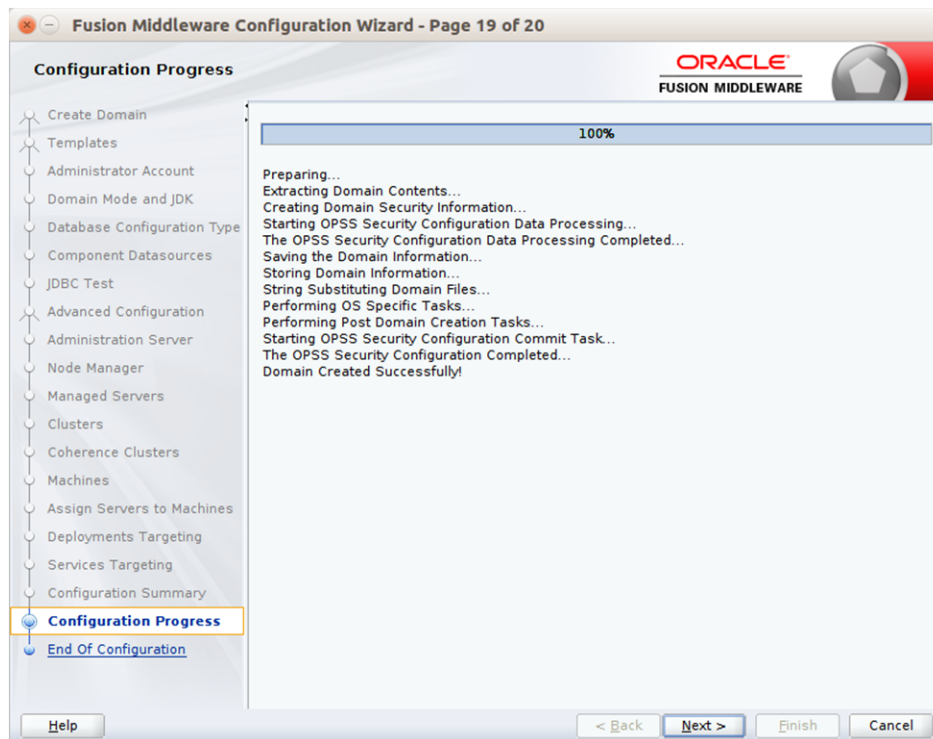 Fusion Middleware Configuration Wizard - Page 19 of 20
Configuration Progress
ORACLE
FUSION MIDDLEWARE
Create Domain
Templates
Administrator Account
Domain Mode and JDK
Database Configuration Type
Component Datasources
JDBC Test
Advanced Configuration
Administration Server
Node Manager
Managed Servers
Clusters
Coherence Clusters
Machines
Assign Servers to Machines
Deployments Targeting
Services Targeting
Configuration Summary
Configuration Progress
End Of Configuration
100%
Preparing...
Extracting Domain Contents...
Creating Domain Security Information...
Starting OPSS Security Configuration Data Processing...
The OPSS Security Configuration Data Processing Completed...
Saving the Domain Information...
Storing Domain Information...
String Substituting Domain Files...
Performing OS Specific Tasks...
Performing Post Domain Creation Tasks...
Starting OPSS Security Configuration Commit Task...
The OPSS Security Configuration Completed...
Domain Created Successfully!
Help
< Back
Next >
Finish
Cancel